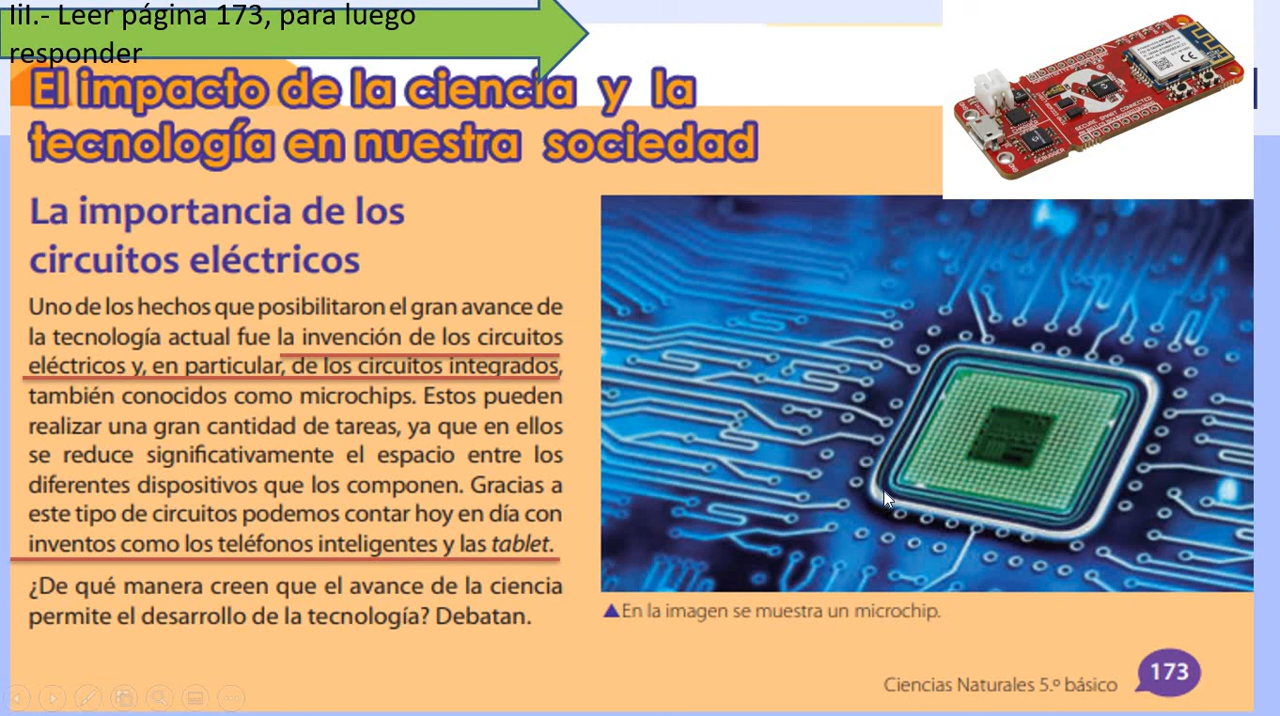 IiI.- Leer página 173, para luego
responder
El impacto de la ciencia y la
tecnología en nuestra sociedad
La importancia de los
circuitos eléctricos
Uno de los hechos que posibilitaron el gran avance de
la tecnología actual fue la invención de los circuitos
eléctricos y, en particular, de los circuitos integrados,
también conocidos como microchips. Estos pueden
realizar una gran cantidad de tareas, ya que en ellos
se reduce significativamente el espacio entre los
diferentes dispositivos que los componen. Gracias a
este tipo de circuitos podemos contar hoy en día con
inventos como los teléfonos inteligentes y las tablet.
¿De qué manera creen que el avance de la ciencia
permite el desarrollo de la tecnología? Debatan.
SECURE SMART CONNECTED
DEBUGGER
CE
▲En la imagen se muestra un microchip.
Ciencias Naturales 5.º básico
173